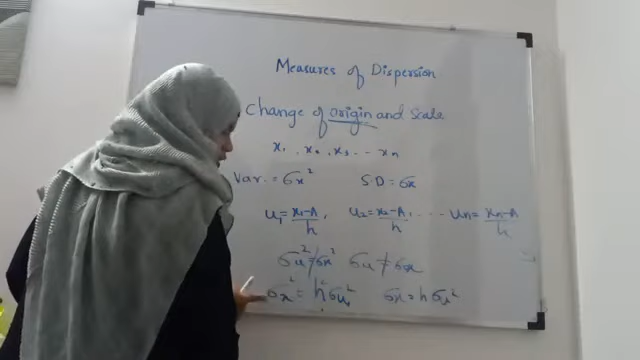 Measures of Dispersion
Change of origin and Scale
x₁, x₂, x₃, -- xₙ
Var. = σx² SD = σx
u₁ = x₁-A/h, u₂ = x₂-A/h, ---- uₙ = xₙ-A/h
σu² ≠ σx² σu ≠ σx
σx² = h²σu² σx = h σu²